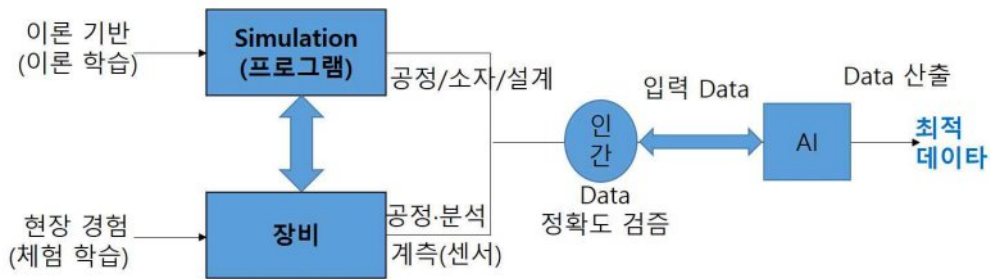 이론 기반
(이론 학습)
Simulation
(프로그램)
공정/소자/설계
현장 경험
(체험 학습)
장비
공정·분석
계측(센서)
인
간
Data
정확도 검증
입력 Data
AI
Data 산출
최적
데이타